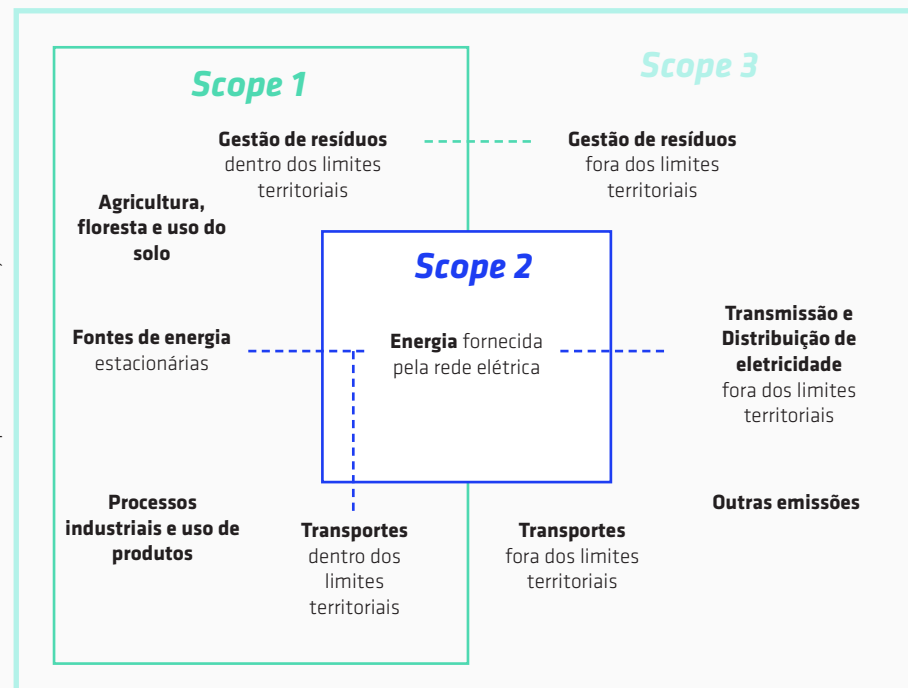 Scope 1
Scope 3
Gestão de resíduos
dentro dos limites
territoriais
Gestão de resíduos
fora dos limites
territoriais
Agricultura,
floresta e uso do
solo
Scope 2
Fontes de energia
estacionárias
Energia fornecida
pela rede elétrica
Transmissão e
Distribuição de
eletricidade
fora dos limites
territoriais
Processos
industriais e uso de
produtos
Transportes
dentro dos
limites
territoriais
Transportes
fora dos limites
territoriais
Outras emissões